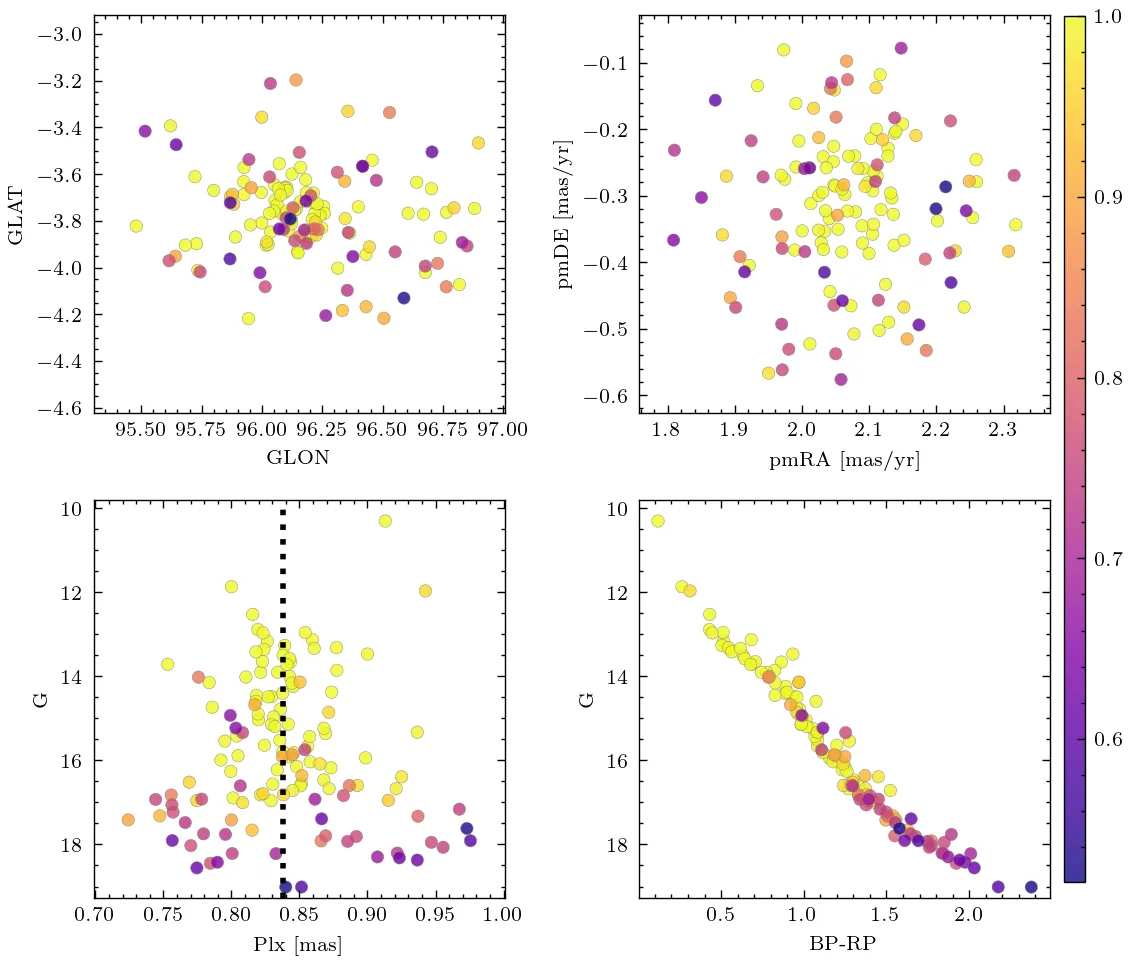 −3.0
−3.2
−3.4
−3.6
−3.8
−4.0
−4.2
−4.4
−4.6
GLAT
95.50 95.75 96.00 96.25 96.50 96.75 97.00
GLON
−0.1
−0.2
−0.3
−0.4
−0.5
−0.6
pmDE [mas/yr]
1.8 1.9 2.0 2.1 2.2 2.3
pmRA [mas/yr]
1.0
0.9
0.8
0.7
0.6
10
12
14
16
18
G
0.70 0.75 0.80 0.85 0.90 0.95 1.00
Plx [mas]
10
12
14
16
18
G
0.5 1.0 1.5 2.0
BP-RP